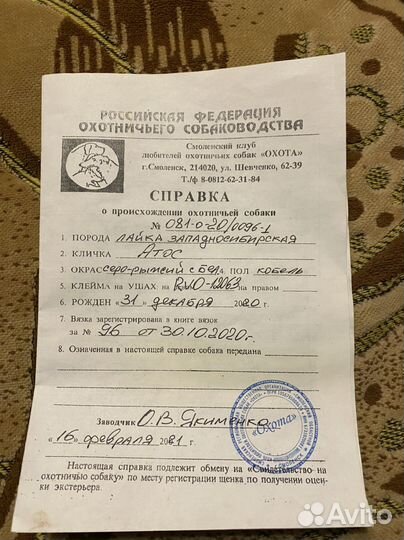 РОССИЙСКАЯ ФЕДЕРАЦИЯ
ОХОТНИЧЬЕГО СОБАКОВОДСТВА
Смоленский клуб
любителей охотничьих собак "ОХОТА"
г.Смоленск, 214020, ул. Шевченко, 62-39
Т./ф 8-0812-62-31-84
СПРАВКА
о происхождении охотничьей собаки
№ 081-0-20/0096-1
1. ПОРОДА ЛАЙКА ЗАПАДНОСИБИРСКАЯ
2. КЛИЧКА АТОС
3. ОКРАС серо-рыжий с бел 4. ПОЛ кобель
5. КЛЕЙМА на УШАХ: на RWO-12063 на правом
6. РОЖДЕН «31» декабря 2020 г.
7. Вязка зарегистрирована в книге вязок
за № 96 от 30.10.2020г.
8. Означенная в настоящей справке собака передана
Заводчик О.В. Якименко
«Охота»
«16» февраля 2021 г.
Настоящая справка подлежит обмену на «Свидетельство на
охотничью собаку» по месту регистрации щенка по получении оцен-
ки экстерьера.
Avito